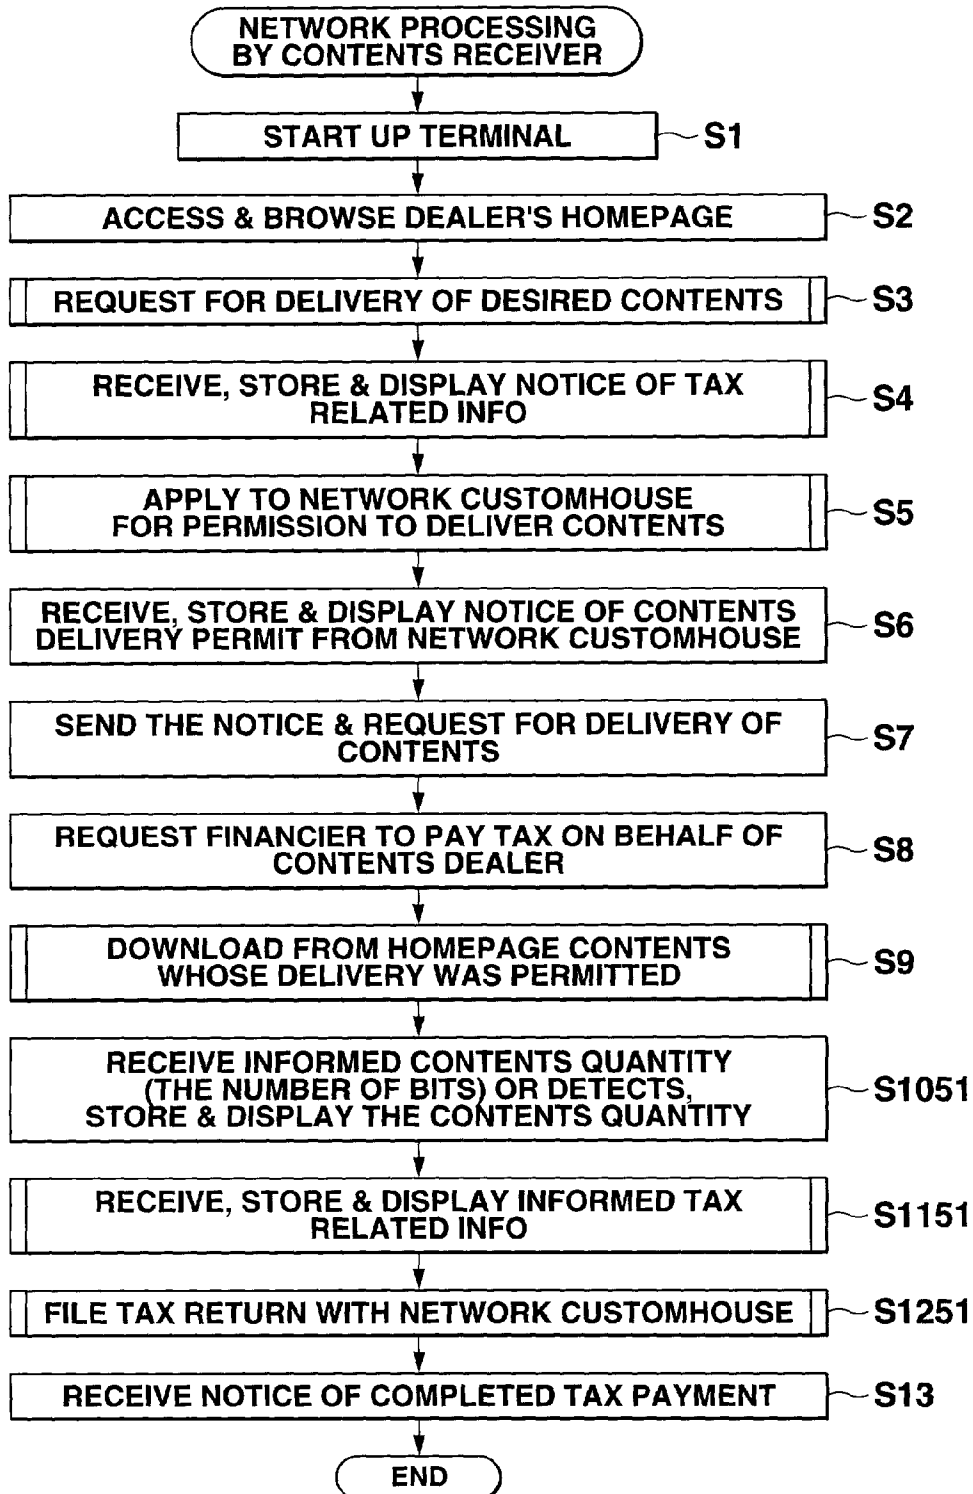 NETWORK PROCESSING
BY CONTENTS RECEIVER
START UP TERMINAL
S1
ACCESS & BROWSE DEALER'S HOMEPAGE
S2
REQUEST FOR DELIVERY OF DESIRED CONTENTS
S3
RECEIVE, STORE & DISPLAY NOTICE OF TAX
RELATED INFO
S4
APPLY TO NETWORK CUSTOMHOUSE
FOR PERMISSION TO DELIVER CONTENTS
S5
RECEIVE, STORE & DISPLAY NOTICE OF CONTENTS
DELIVERY PERMIT FROM NETWORK CUSTOMHOUSE
S6
SEND THE NOTICE & REQUEST FOR DELIVERY OF
CONTENTS
S7
REQUEST FINANCIER TO PAY TAX ON BEHALF OF
CONTENTS DEALER
S8
DOWNLOAD FROM HOMEPAGE CONTENTS
WHOSE DELIVERY WAS PERMITTED
S9
RECEIVE INFORMED CONTENTS QUANTITY
(THE NUMBER OF BITS) OR DETECTS,
STORE & DISPLAY THE CONTENTS QUANTITY
S1051
RECEIVE, STORE & DISPLAY INFORMED TAX
RELATED INFO
S1151
FILE TAX RETURN WITH NETWORK CUSTOMHOUSE
S1251
RECEIVE NOTICE OF COMPLETED TAX PAYMENT
S13
END